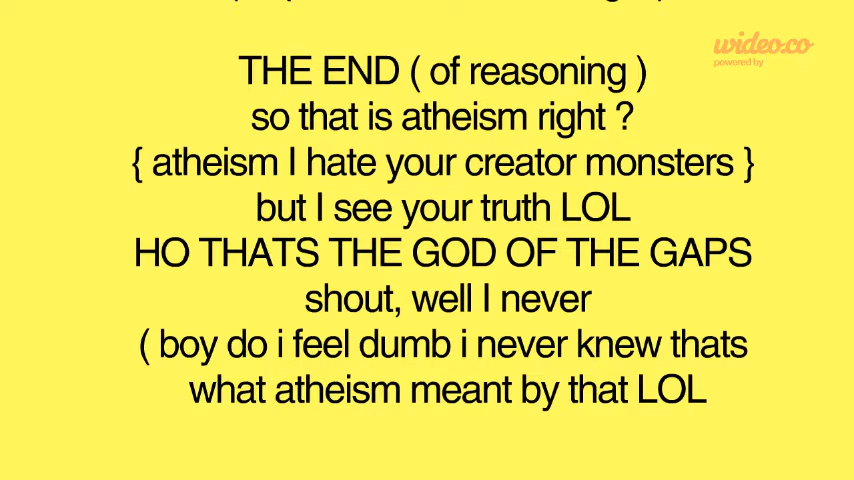 THE END ( of reasoning )
so that is atheism right ?
{ atheism I hate your creator monsters }
but I see your truth LOL
HO THATS THE GOD OF THE GAPS
shout, well I never
( boy do i feel dumb i never knew thats
what atheism meant by that LOL
wideo.co
powered by